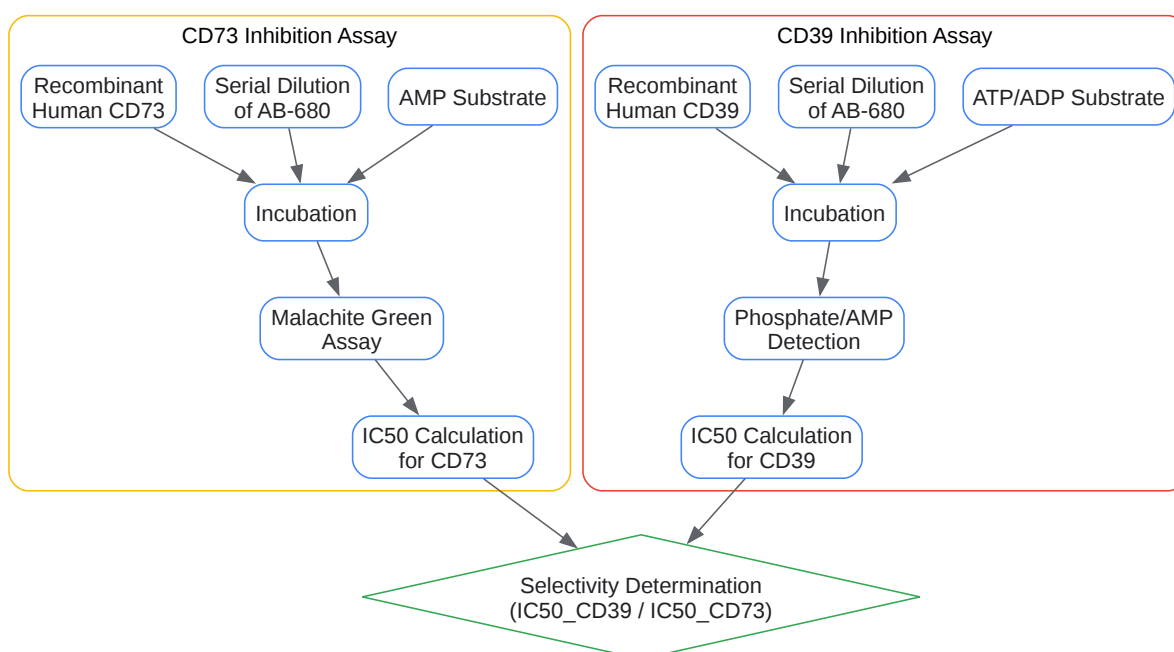 CD73 Inhibition Assay
Recombinant
Human CD73
Serial Dilution
of AB-680
AMP Substrate
Incubation
Malachite Green
Assay
IC50 Calculation
for CD73
CD39 Inhibition Assay
Recombinant
Human CD39
Serial Dilution
of AB-680
ATP/ADP Substrate
Incubation
Phosphate/AMP
Detection
IC50 Calculation
for CD39
Selectivity Determination
(IC50_CD39 / IC50_CD73)